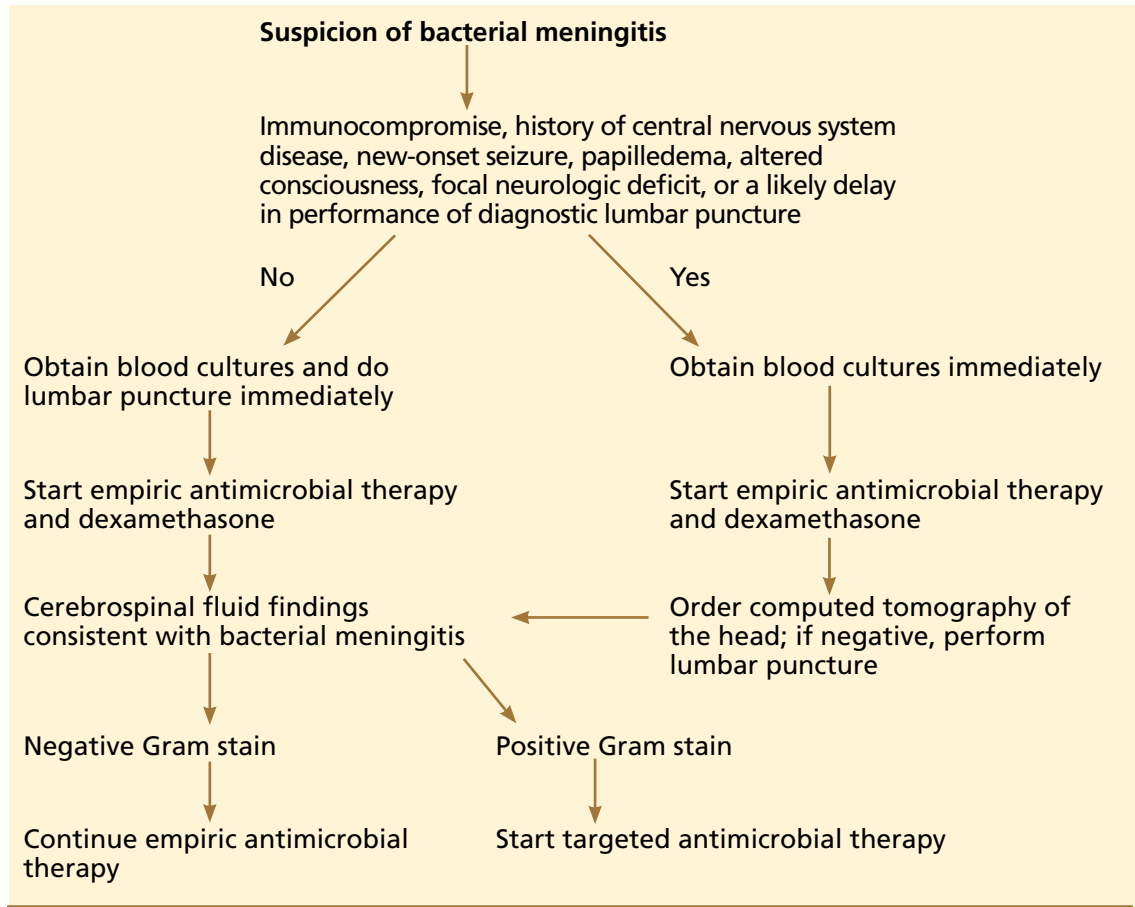 Suspicion of bacterial meningitis
Immunocompromise, history of central nervous system
disease, new-onset seizure, papilledema, altered
consciousness, focal neurologic deficit, or a likely delay
in performance of diagnostic lumbar puncture
No
Yes
Obtain blood cultures and do
lumbar puncture immediately
Obtain blood cultures immediately
Start empiric antimicrobial therapy
and dexamethasone
Start empiric antimicrobial therapy
and dexamethasone
Cerebrospinal fluid findings
consistent with bacterial meningitis
Order computed tomography of
the head; if negative, perform
lumbar puncture
Negative Gram stain
Positive Gram stain
Continue empiric antimicrobial
therapy
Start targeted antimicrobial therapy